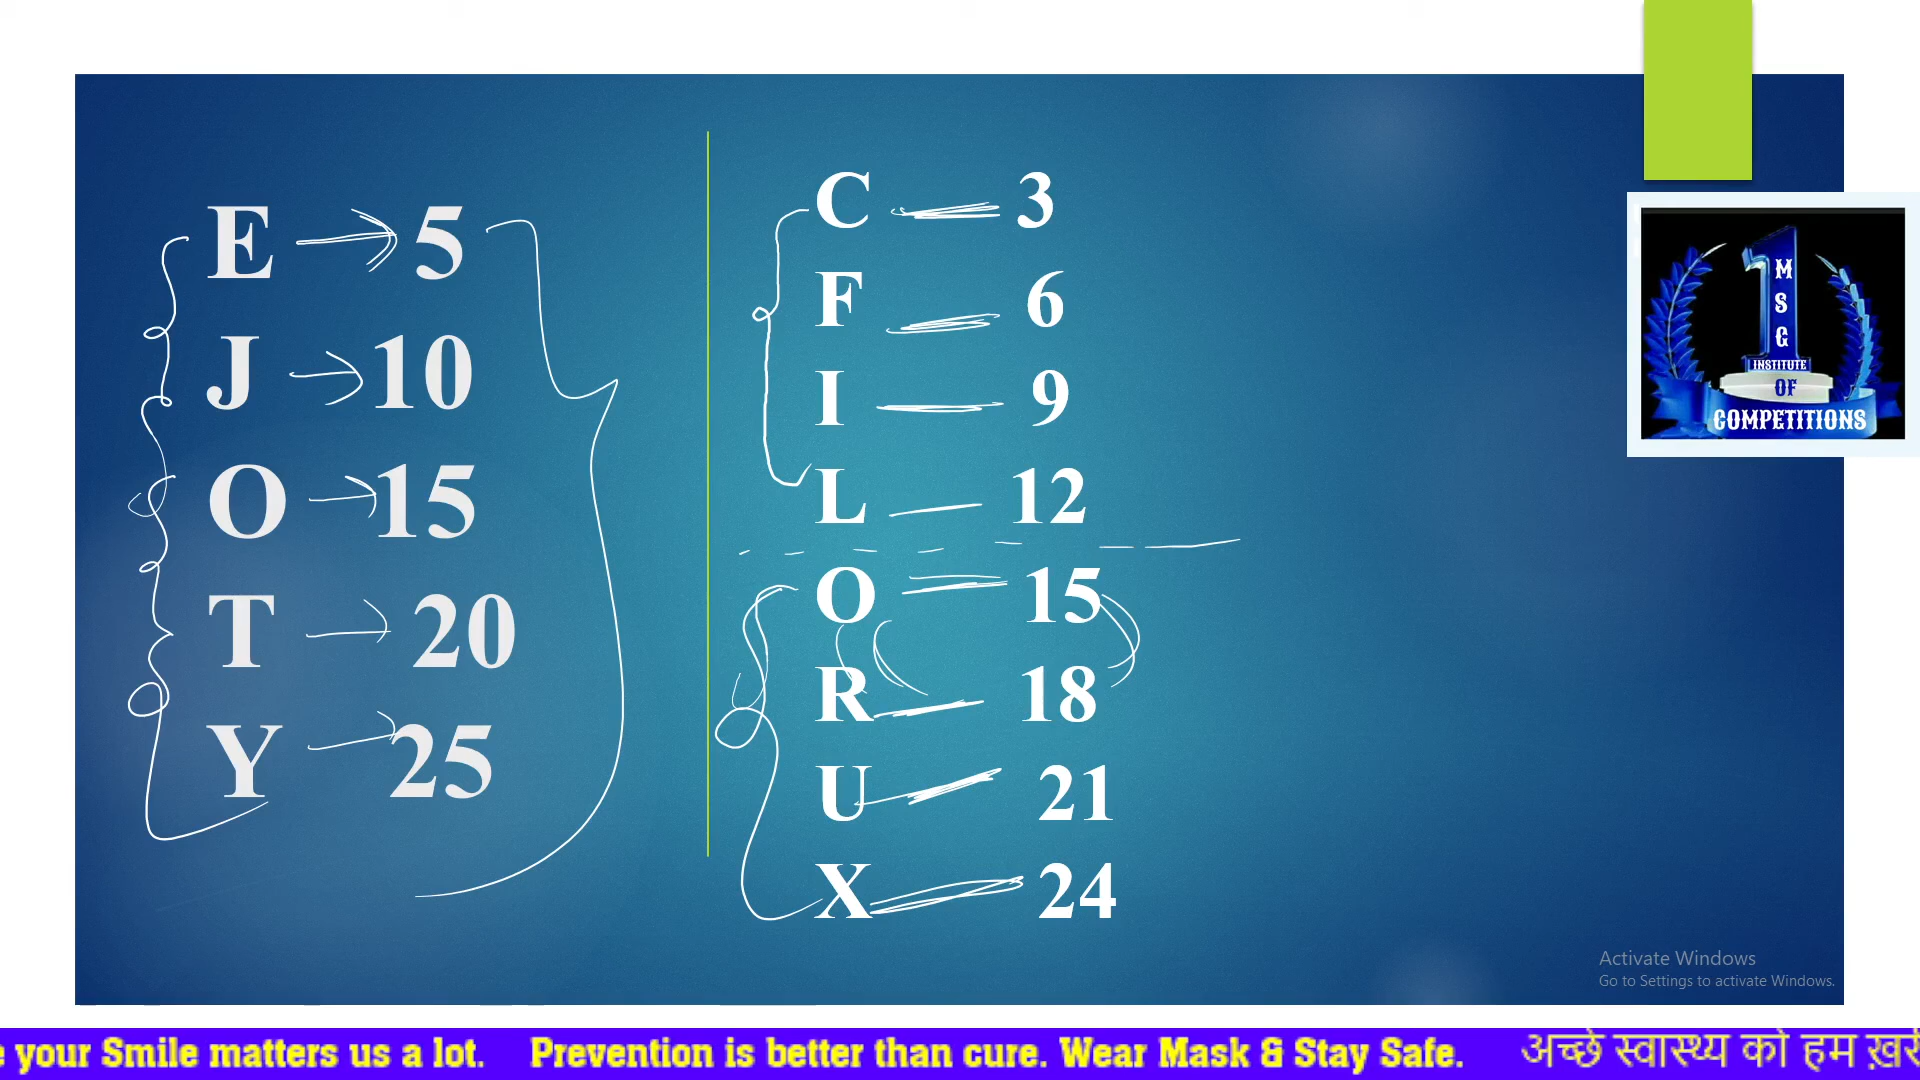 E 5
J 10
O 15
T 20
Y 25
C 3
F 6
I 9
L 12
O 15
R 18
U 21
X 24
1
M
S
G
INSTITUTE
OF
COMPETITIONS
Activate Windows
Go to Settings to activate Windows.
your Smile matters us a lot. Prevention is better than cure. Wear Mask & Stay Safe. अच्छे स्वास्थ्य को हम